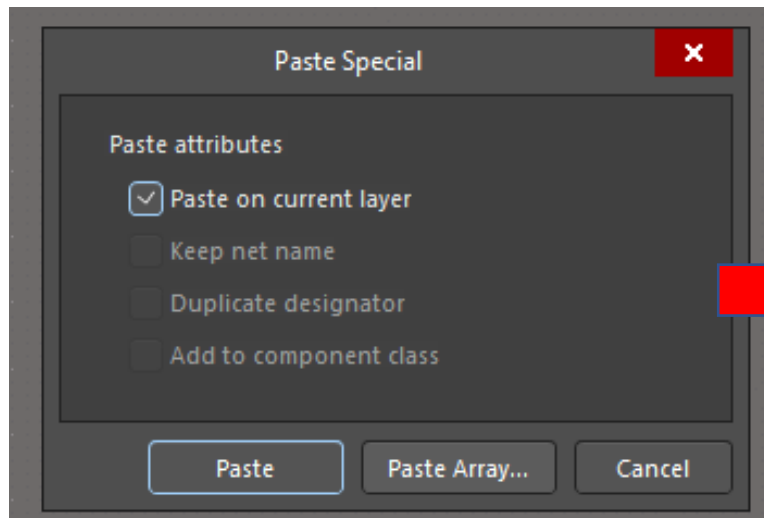 Paste Special
Paste attributes
Paste on current layer
Keep net name
Duplicate designator
Add to component class
Paste Paste Array... Cancel